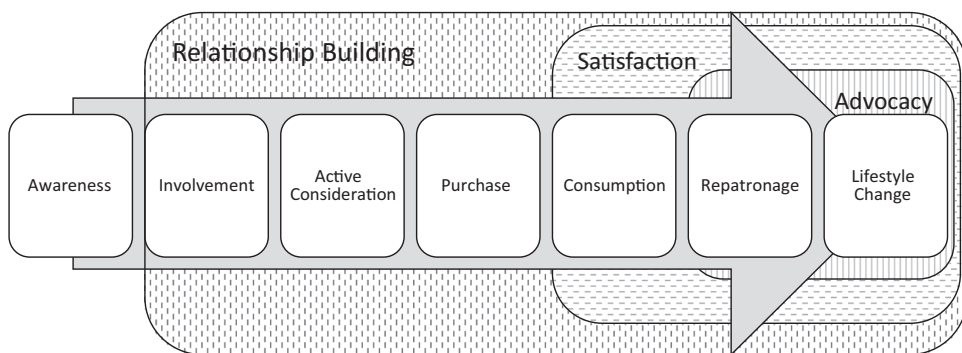 Relationship Building
Satisfaction
Advocacy
Awareness
Involvement
Active
Consideration
Purchase
Consumption
Repatronage
Lifestyle
Change